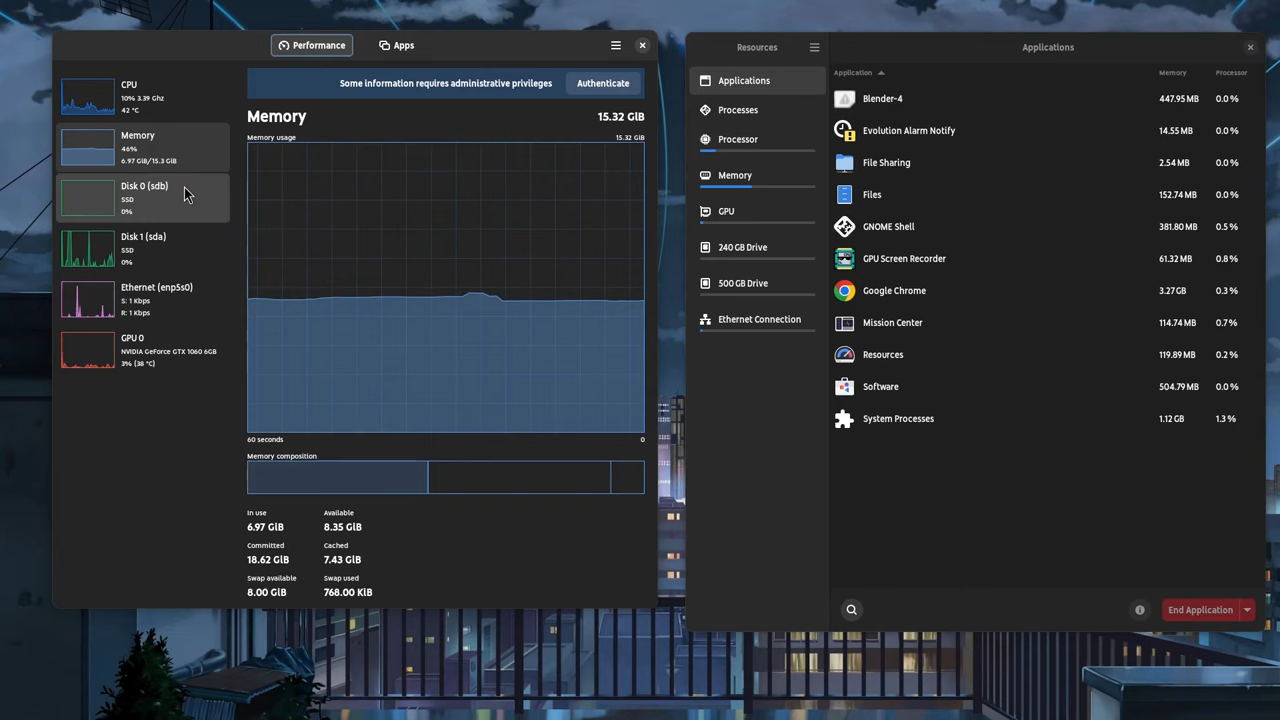 Performance
Apps
CPU
10% 3.39 Ghz
42 °C
Memory
46%
6.97 GiB/15.3 GiB
Disk 0 (sdb)
SSD
0%
Disk 1 (sda)
SSD
0%
Ethernet (enp5s0)
S: 1 Kbps
R: 1 Kbps
GPU 0
NVIDIA GeForce GTX 1060 6GB
3% (38 °C)
Some information requires administrative privileges
Authenticate
Memory 15.32 GiB
Memory usage 15.32 GiB
60 seconds 0
Memory composition
In use Available
6.97 GiB 8.35 GiB
Committed Cached
18.62 GiB 7.43 GiB
Swap available Swap used
8.00 GiB 768.00 KiB
Resources
Applications
Processes
Processor
Memory
GPU
240 GB Drive
500 GB Drive
Ethernet Connection
Applications
Application Memory Processor
Blender-4 447.95 MB 0.0 %
Evolution Alarm Notify 14.55 MB 0.0 %
File Sharing 2.54 MB 0.0 %
Files 152.74 MB 0.0 %
GNOME Shell 381.80 MB 0.5 %
GPU Screen Recorder 61.32 MB 0.8 %
Google Chrome 3.27 GB 0.3 %
Mission Center 114.74 MB 0.7 %
Resources 119.89 MB 0.2 %
Software 504.79 MB 0.0 %
System Processes 1.12 GB 1.3 %
End Application